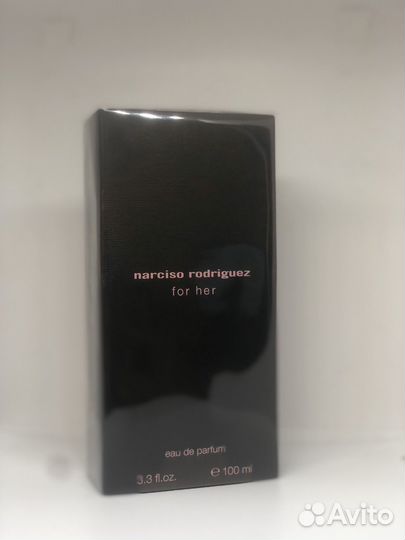 narciso rodriguez
for her
eau de parfum
3.3 fl.oz. ℮ 100 ml
Avito